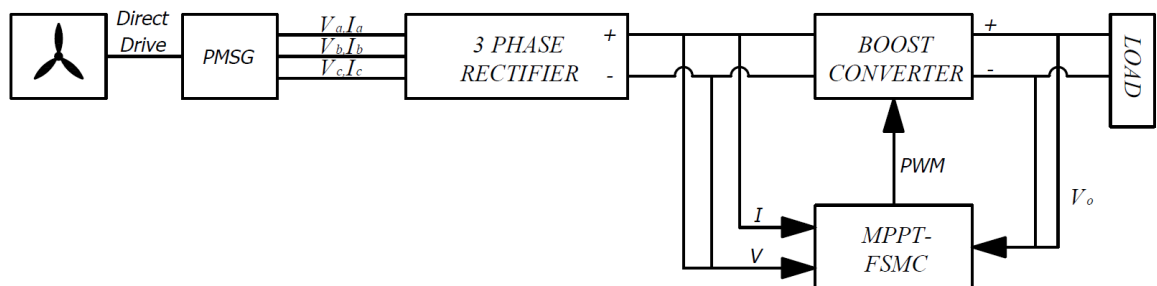 Direct
Drive
PMSG
Va,Ia
Vb,Ib
Vc,Ic
3 PHASE
RECTIFIER
+
-
BOOST
CONVERTER
+
-
LOAD
PWM
I
V
MPPT-
FSMC
Vo